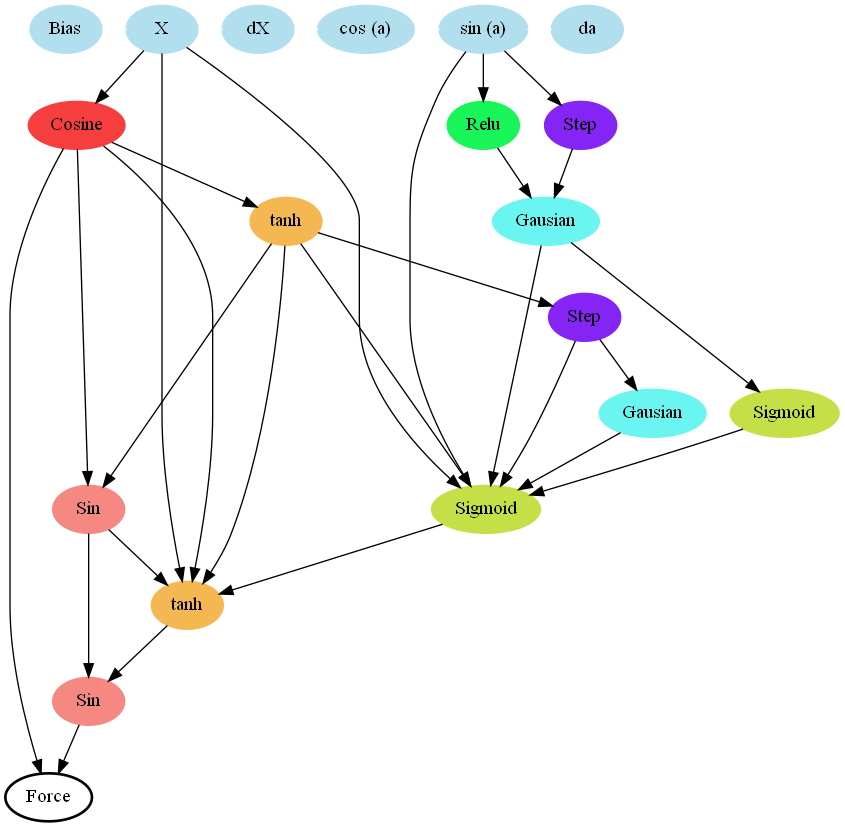 Bias
X
dX
cos (a)
sin (a)
da
Cosine
Relu
Step
tanh
Gausian
Step
Gausian
Sigmoid
Sin
Sigmoid
tanh
Sin
Force